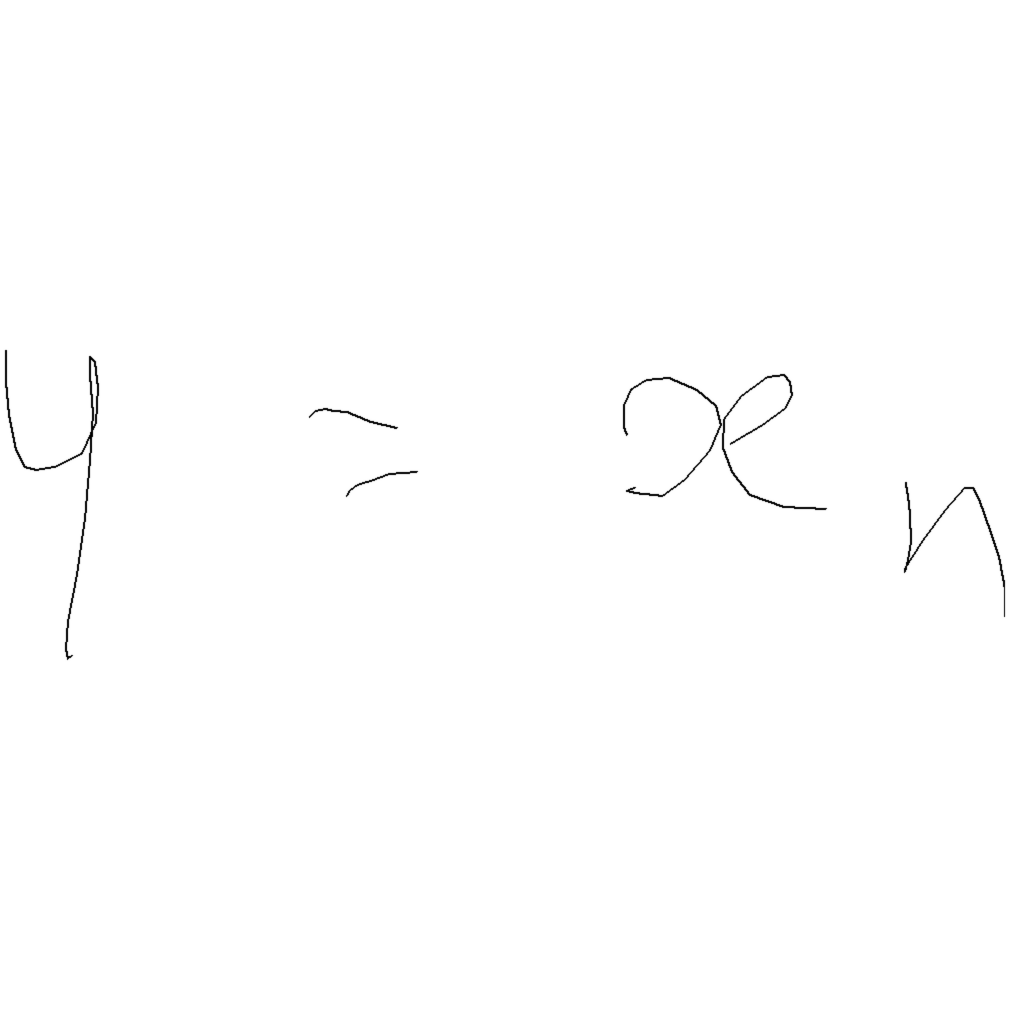 y = xₙ